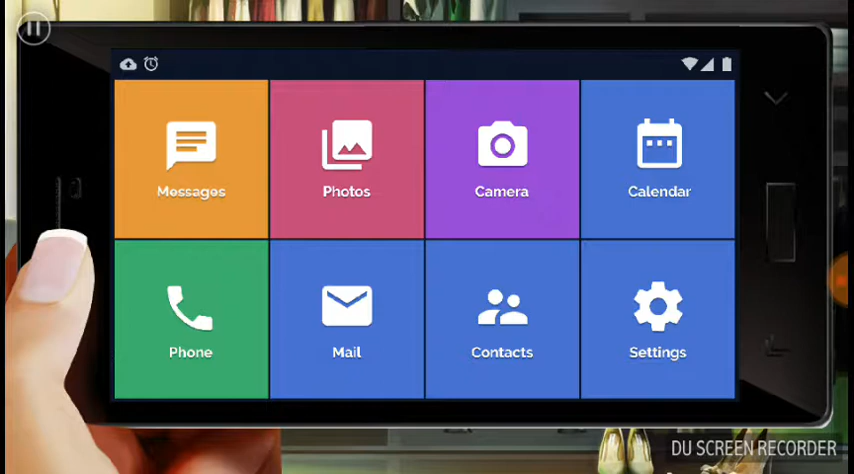 Messages
Photos
Camera
Calendar
Phone
Mail
Contacts
Settings
DU SCREEN RECORDER